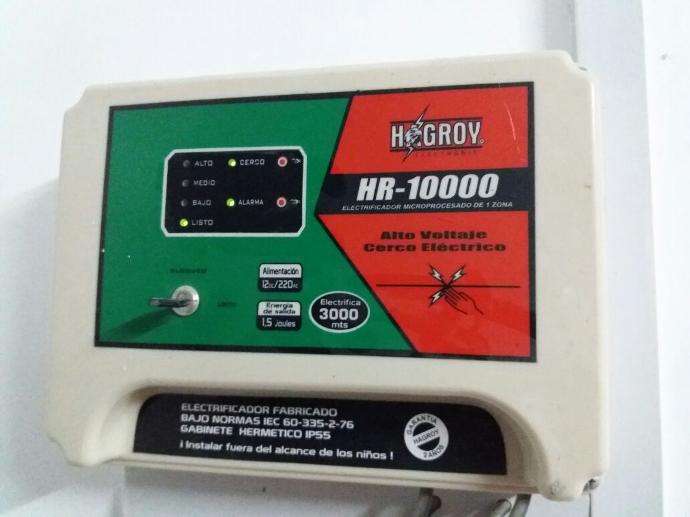 HAGROY
ELECTRONIC
HR-10000
ELECTRIFICADOR MICROPROCESADO DE 1 ZONA
Alto Voltaje
Cerco Eléctrico
ALTO
CERCO
MEDIO
BAJO
ALARMA
LISTO
Alimentación
12DC/220AC
Energía
de salida
1,5 Joules
Electrifica
3000
mts
ELECTRIFICADOR FABRICADO
BAJO NORMAS IEC 60-335-2-76
GABINETE HERMETICO IP55
¡ Instalar fuera del alcance de los niños !
GARANTIA
HAGROY
2 AÑOS